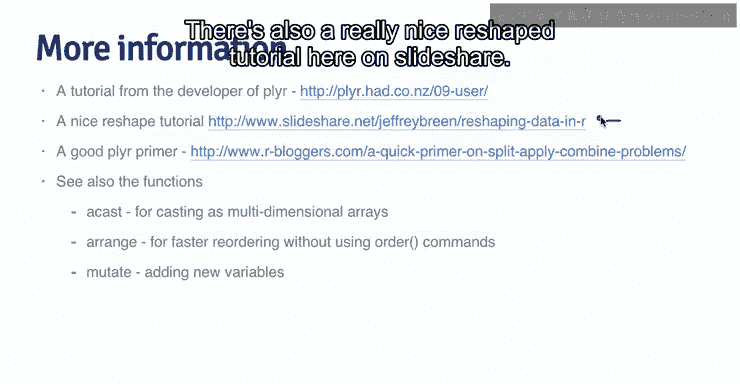 There's also a really nice reshaped
tutorial here on slideshare.
More information
· A tutorial from the developer of plyr - http://plyr.had.co.nz/09-user/
· A nice reshape tutorial http://www.slideshare.net/jeffreybreen/reshaping-data-in-r
· A good plyr primer - http://www.r-bloggers.com/a-quick-primer-on-split-apply-combine-problems/
· See also the functions
- acast - for casting as multi-dimensional arrays
- arrange - for faster reordering without using order() commands
- mutate - adding new variables